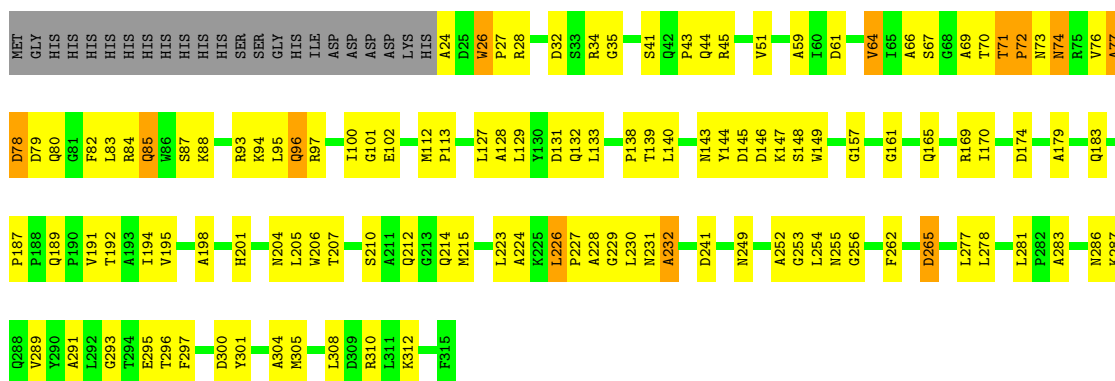 MET GLY HIS HIS HIS HIS HIS HIS HIS HIS HIS HIS SER SER GLY HIS ILE ASP ASP ASP ASP LYS HIS A24 D25 W26 P27 R28 D32 S33 R34 G35 S41 Q42 P43 Q44 R45 V51 A59 I60 D61 V64 I65 A66 S67 G68 A69 T70 T71 P72 N73 N74 R75 V76 A77
D78 D79 Q80 G81 F82 L83 R84 Q85 W86 S87 K88 R93 K94 L95 Q96 R97 I100 G101 E102 M112 P113 L127 A128 L129 Y130 D131 Q132 L133 P138 T139 L140 N143 Y144 D145 D146 K147 S148 W149 G157 G161 Q165 R169 I170 D174 A179 Q183
P187 P188 Q189 P190 V191 T192 A193 I194 V195 A198 H201 N204 L205 W206 T207 S210 A211 Q212 G213 Q214 M215 L223 A224 K225 L226 P227 A228 G229 L230 N231 A232 D241 N249 A252 G253 L254 N255 G256 F262 D265 L277 L278 L281 P282 A283 N286 K287
Q288 V289 Y290 A291 L292 G293 T294 E295 T296 F297 D300 Y301 A304 M305 L308 D309 R310 L311 K312 F315